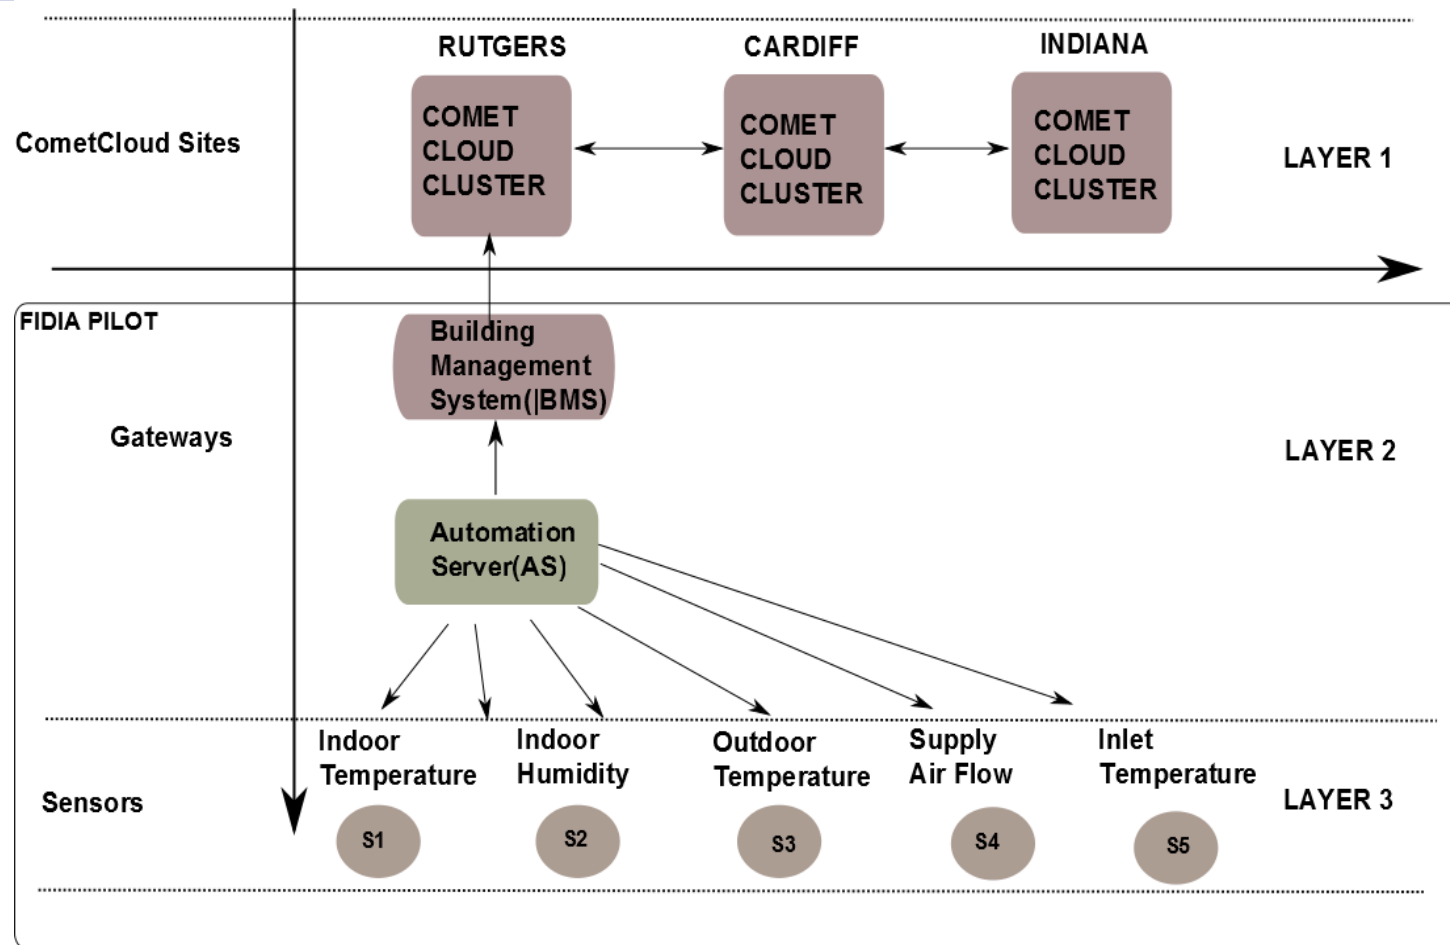 RUTGERS
CARDIFF
INDIANA
CometCloud Sites
COMET
CLOUD
CLUSTER
COMET
CLOUD
CLUSTER
COMET
CLOUD
CLUSTER
LAYER 1
FIDIA PILOT
Building
Management
System(|BMS)
Gateways
LAYER 2
Automation
Server(AS)
Indoor
Temperature
Indoor
Humidity
Outdoor
Temperature
Supply
Air Flow
Inlet
Temperature
Sensors
LAYER 3
S1
S2
S3
S4
S5